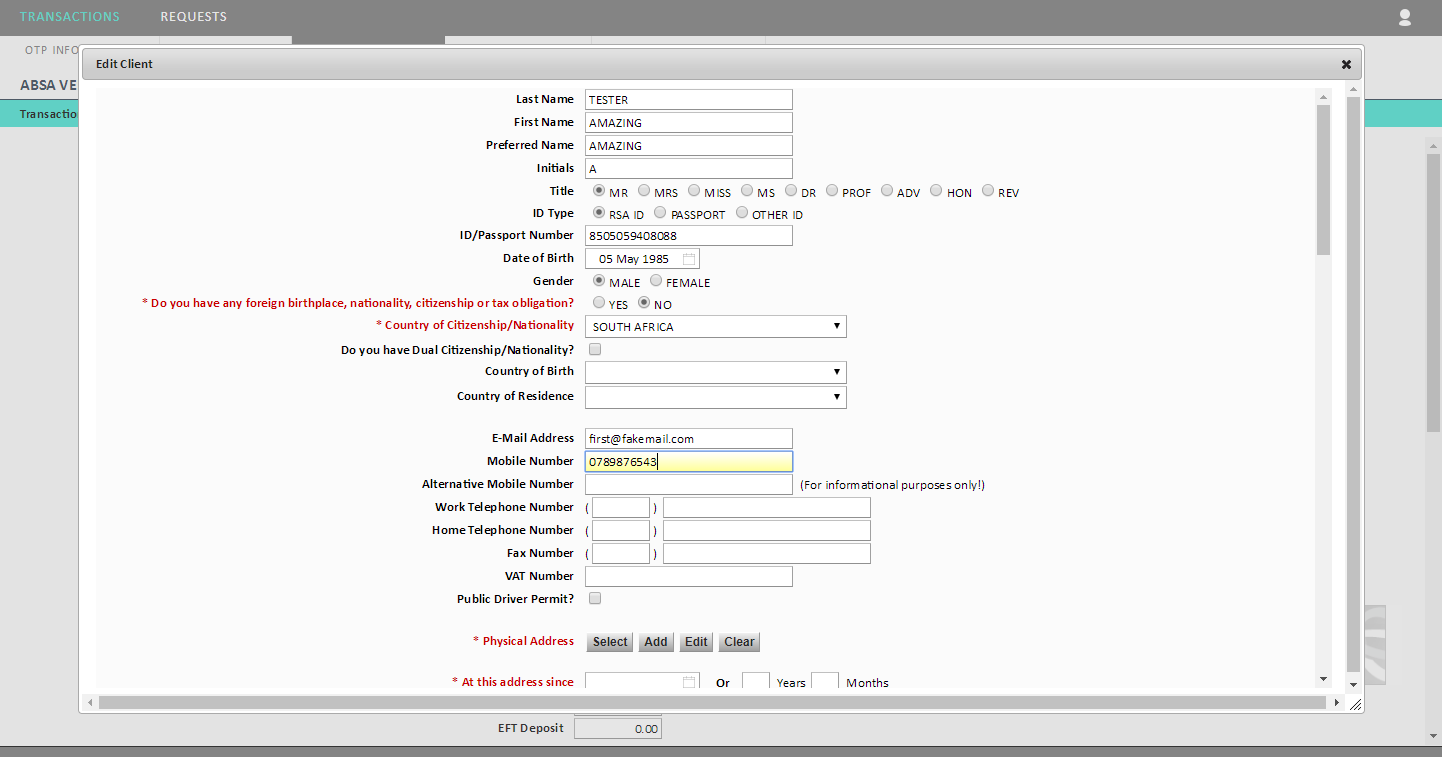 TRANSACTIONS REQUESTS
OTP INFO
ABSA VE
Transactio
Edit Client
Last Name TESTER
First Name AMAZING
Preferred Name AMAZING
Initials A
Title MR MRS MISS MS DR PROF ADV HON REV
ID Type RSA ID PASSPORT OTHER ID
ID/Passport Number 8505059408088
Date of Birth 05 May 1985
Gender MALE FEMALE
* Do you have any foreign birthplace, nationality, citizenship or tax obligation? YES NO
* Country of Citizenship/Nationality SOUTH AFRICA
Do you have Dual Citizenship/Nationality?
Country of Birth
Country of Residence
E-Mail Address first@fakemail.com
Mobile Number 0789876543
Alternative Mobile Number (For informational purposes only!)
Work Telephone Number ( )
Home Telephone Number ( )
Fax Number ( )
VAT Number
Public Driver Permit?
* Physical Address Select Add Edit Clear
* At this address since Or Years Months
EFT Deposit 0.00